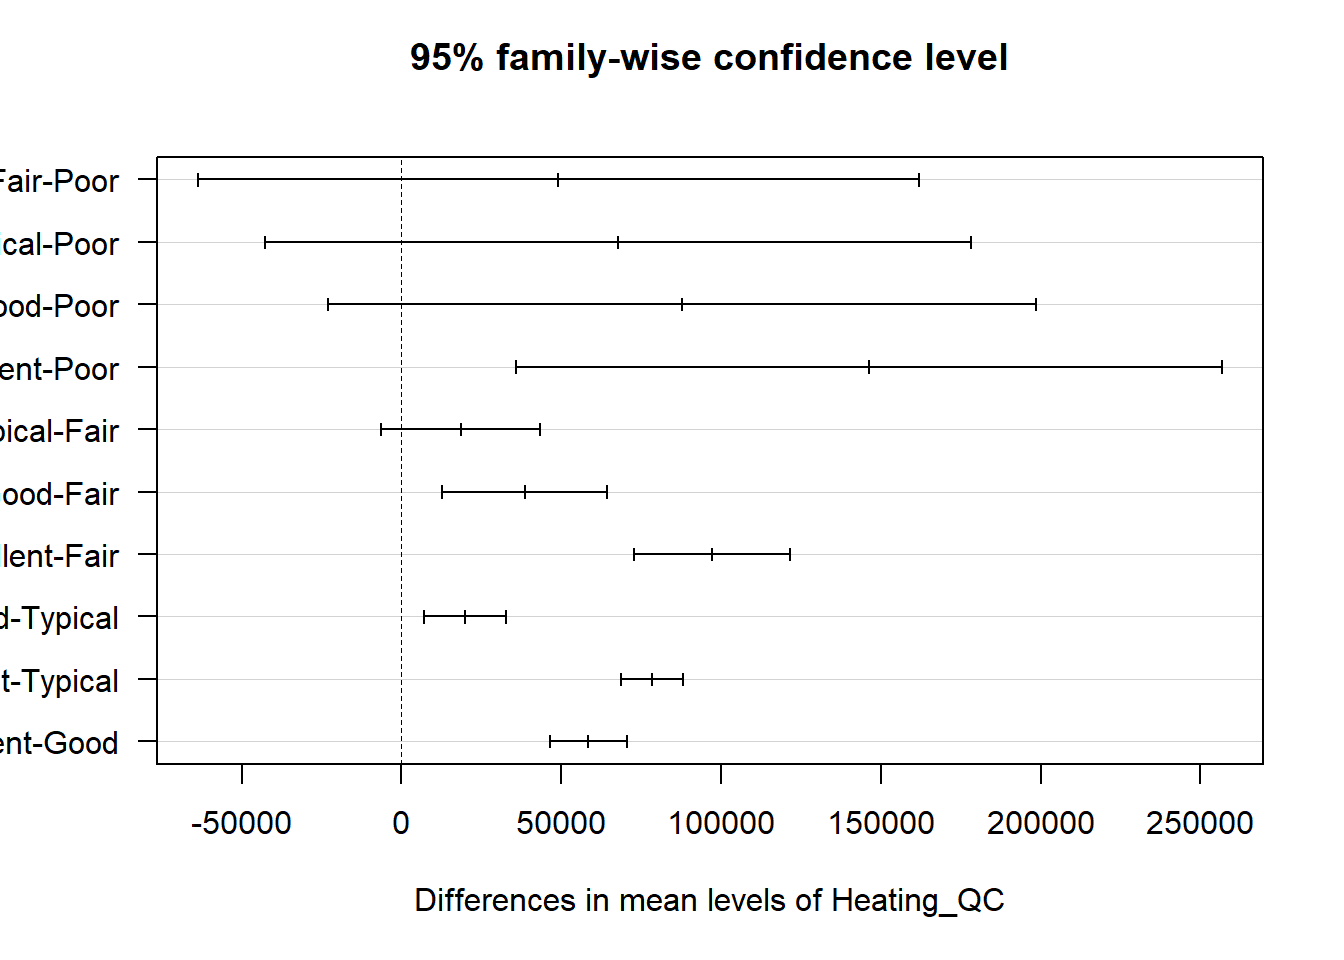 95% family-wise confidence level
Fair-Poor
ical-Poor
ood-Poor
ent-Poor
pical-Fair
ood-Fair
llent-Fair
d-Typical
t-Typical
ent-Good
-50000 0 50000 100000 150000 200000 250000
Differences in mean levels of Heating_QC